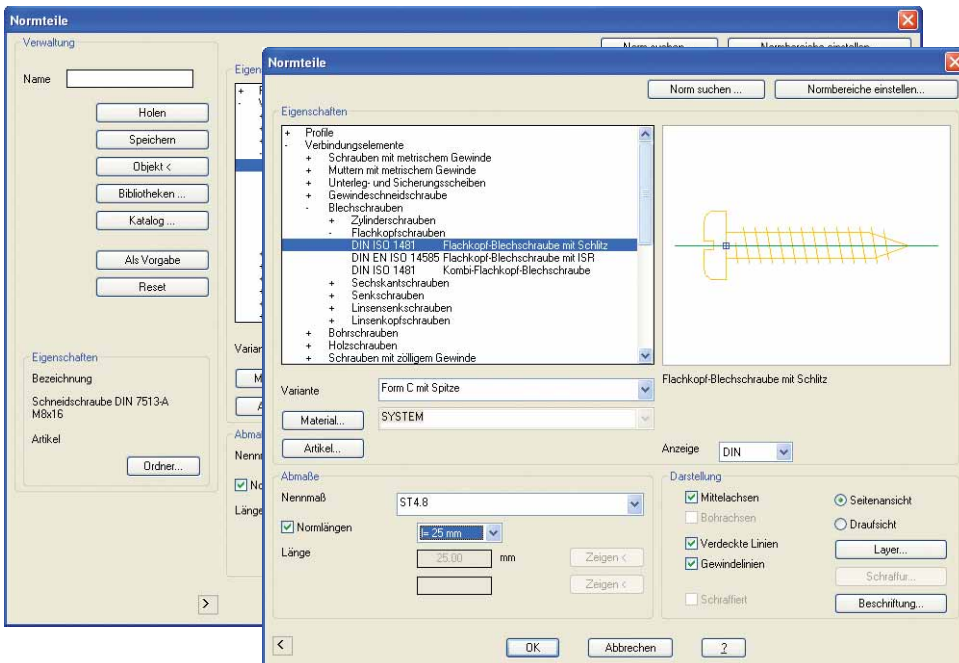 Normteile
Verwaltung
Name
Holen
Speichern
Objekt <
Bibliotheken ...
Katalog ...
Als Vorgabe
Reset
Eigenschaften
Bezeichnung
Schneidschraube DIN 7513-A
M8x16
Artikel
Ordner...
>
Normteile
Norm suchen ...
Normbereiche einstellen...
Eigenschaften
+ Profile
- Verbindungselemente
+ Schrauben mit metrischem Gewinde
+ Muttern mit metrischem Gewinde
+ Unterleg- und Sicherungsscheiben
+ Gewindeschneidschraube
- Blechschrauben
+ Zylinderschrauben
- Flachkopfschrauben
DIN ISO 1481 Flachkopf-Blechschraube mit Schlitz
DIN EN ISO 14585 Flachkopf-Blechschraube mit ISR
DIN ISO 1481 Kombi-Flachkopf-Blechschraube
+ Sechskantschrauben
+ Senkschrauben
+ Linsensenkschrauben
+ Linsenkopfschrauben
+ Bohrschrauben
+ Holzschrauben
+ Schrauben mit zölligem Gewinde
Flachkopf-Blechschraube mit Schlitz
Variante Form C mit Spitze
Material... SYSTEM
Artikel...
Anzeige DIN
Abmaße
Nennmaß ST4.8
Normlängen l= 25 mm
Länge 25.00 mm Zeigen <
Zeigen <
Darstellung
Mittelachsen
Bohrachsen
Verdeckte Linien
Gewindelinien
Schraffiert
Seitenansicht
Draufsicht
Layer...
Schraffur...
Beschriftung...
<
OK
Abbrechen
?